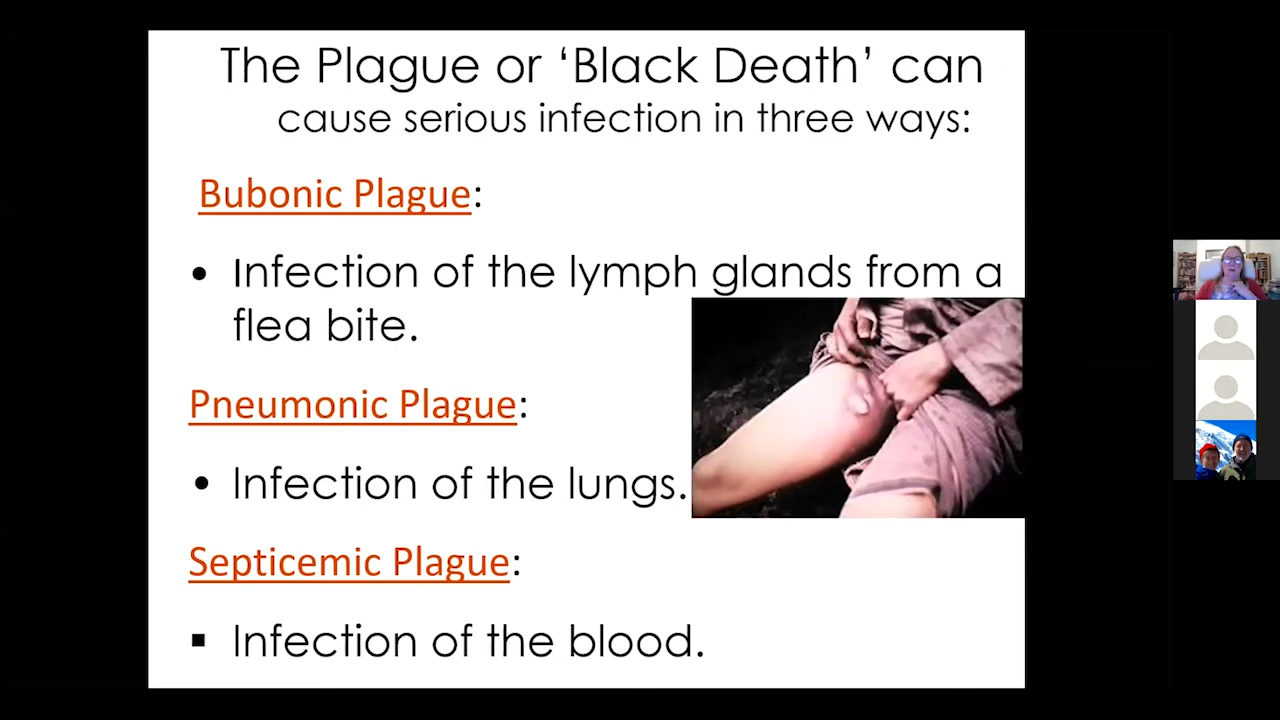 The Plague or ‘Black Death’ can
cause serious infection in three ways:
Bubonic Plague:
• Infection of the lymph glands from a
flea bite.
Pneumonic Plague:
• Infection of the lungs.
Septicemic Plague:
▪ Infection of the blood.